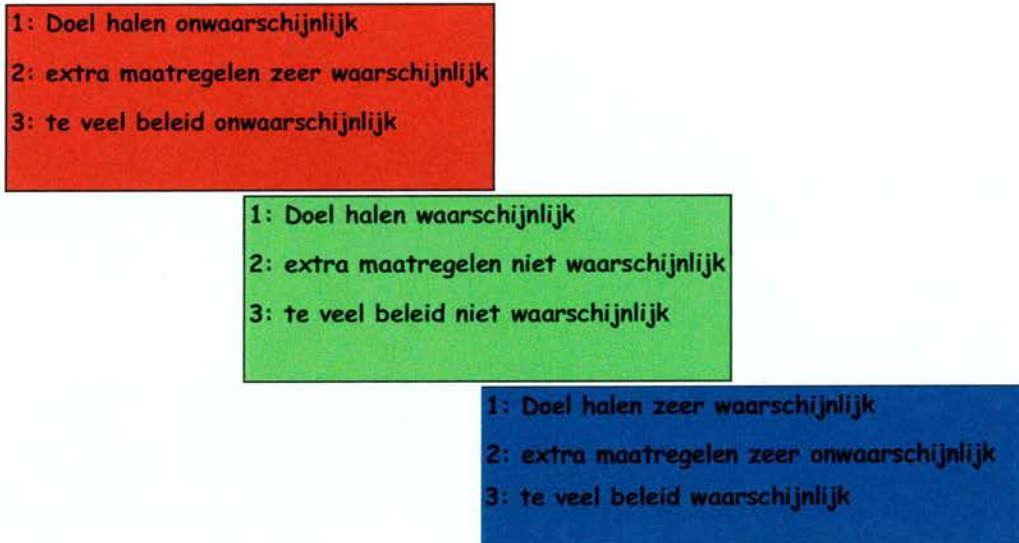 1: Doel halen onwaarschijnlijk
2: extra maatregelen zeer waarschijnlijk
3: te veel beleid onwaarschijnlijk
1: Doel halen waarschijnlijk
2: extra maatregelen niet waarschijnlijk
3: te veel beleid niet waarschijnlijk
1: Doel halen zeer waarschijnlijk
2: extra maatregelen zeer onwaarschijnlijk
3: te veel beleid waarschijnlijk